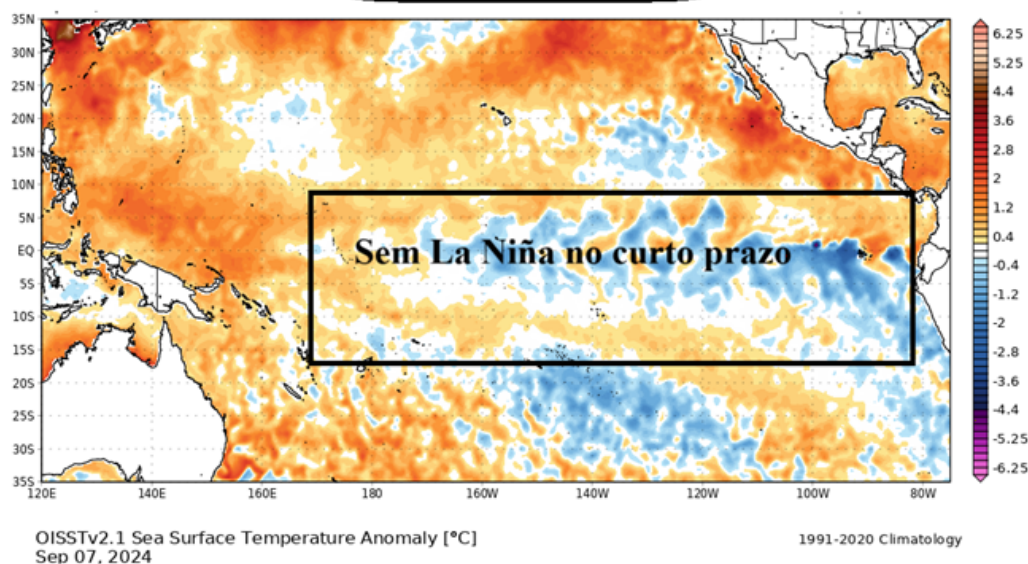 35N
30N
25N
20N
15N
10N
5N
EQ
5S
10S
15S
20S
25S
30S
35S
Sem La Niña no curto prazo
120E 140E 160E 180 160W 140W 120W 100W 80W
6.25
5.25
4.4
3.6
2.8
2
1.2
0.4
-0.4
-1.2
-2
-2.8
-3.6
-4.4
-5.25
-6.25
OISSTv2.1 Sea Surface Temperature Anomaly [°C]
Sep 07, 2024
1991-2020 Climatology